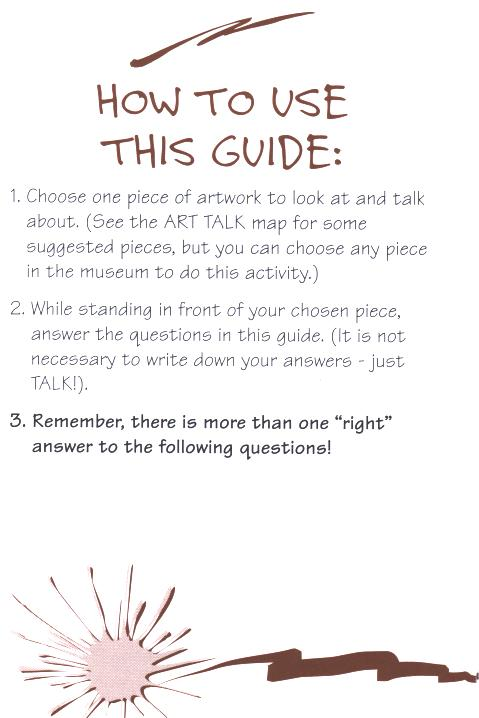 HOW TO USE
THIS GUIDE:
1. Choose one piece of artwork to look at and talk
about. (See the ART TALK map for some
suggested pieces, but you can choose any piece
in the museum to do this activity.)
2. While standing in front of your chosen piece,
answer the questions in this guide. (It is not
necessary to write down your answers - just
TALK!).
3. Remember, there is more than one “right”
answer to the following questions!